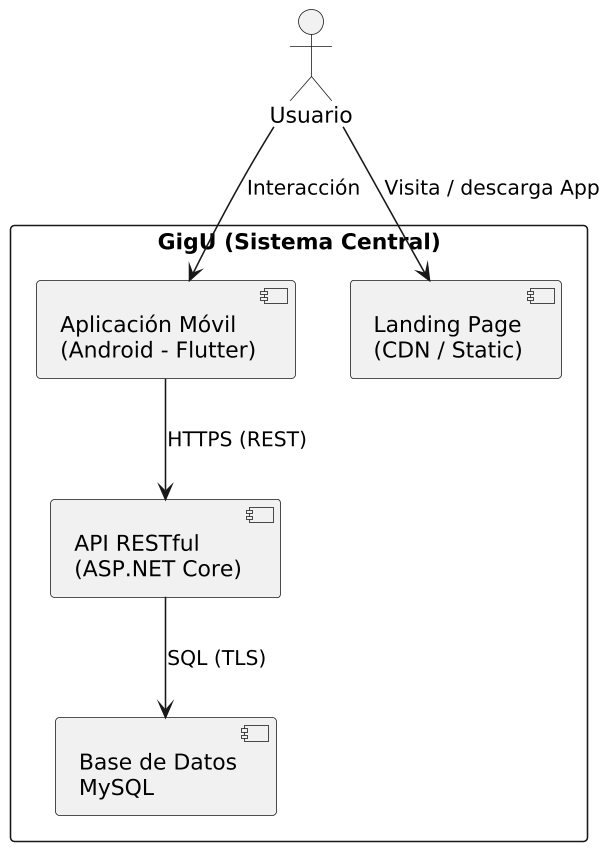 Usuario
Interacción
Visita / descarga App
GigU (Sistema Central)
Aplicación Móvil
(Android - Flutter)
Landing Page
(CDN / Static)
HTTPS (REST)
API RESTful
(ASP.NET Core)
SQL (TLS)
Base de Datos
MySQL